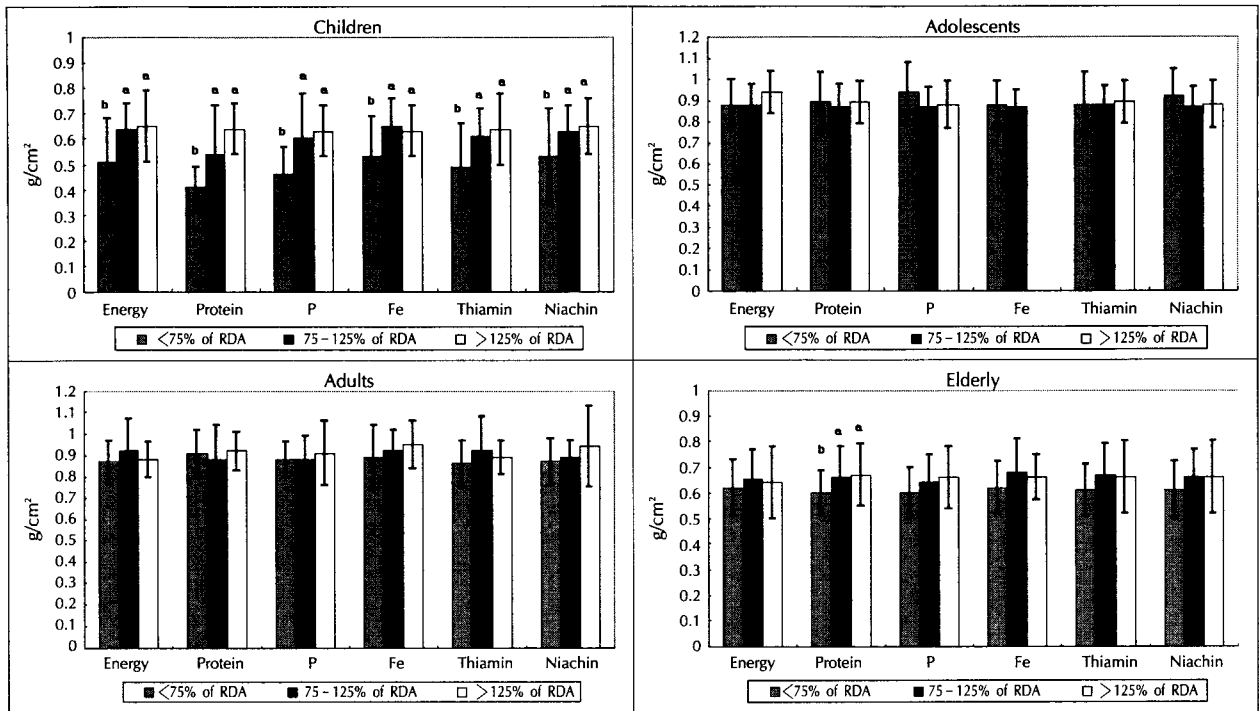 Children
1
0.9
0.8
0.7
0.6
0.5
0.4
0.3
0.2
0.1
0
g/cm²
b a a
b a a
b a a
b a a
b a a
b a a
Energy Protein P Fe Thiamin Niachin
<75% of RDA 75–125% of RDA >125% of RDA
Adolescents
1.2
1.1
1
0.9
0.8
0.7
0.6
0.5
0.4
0.3
0.2
0.1
0
g/cm²
Energy Protein P Fe Thiamin Niachin
<75% of RDA 75–125% of RDA >125% of RDA
Adults
1.2
1.1
1
0.9
0.8
0.7
0.6
0.5
0.4
0.3
0.2
0.1
0
g/cm²
Energy Protein P Fe Thiamin Niachin
<75% of RDA 75–125% of RDA >125% of RDA
Elderly
1
0.9
0.8
0.7
0.6
0.5
0.4
0.3
0.2
0.1
0
g/cm²
b a a
Energy Protein P Fe Thiamin Niachin
<75% of RDA 75–125% of RDA >125% of RDA